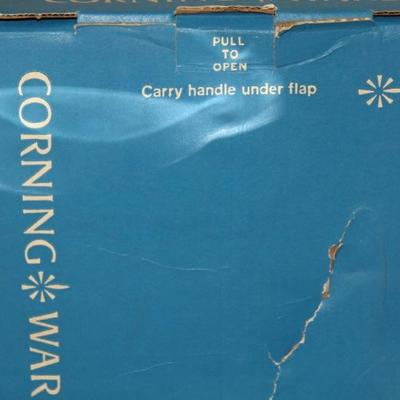 PULL
TO
OPEN
Carry handle under flap
CORNING WAR